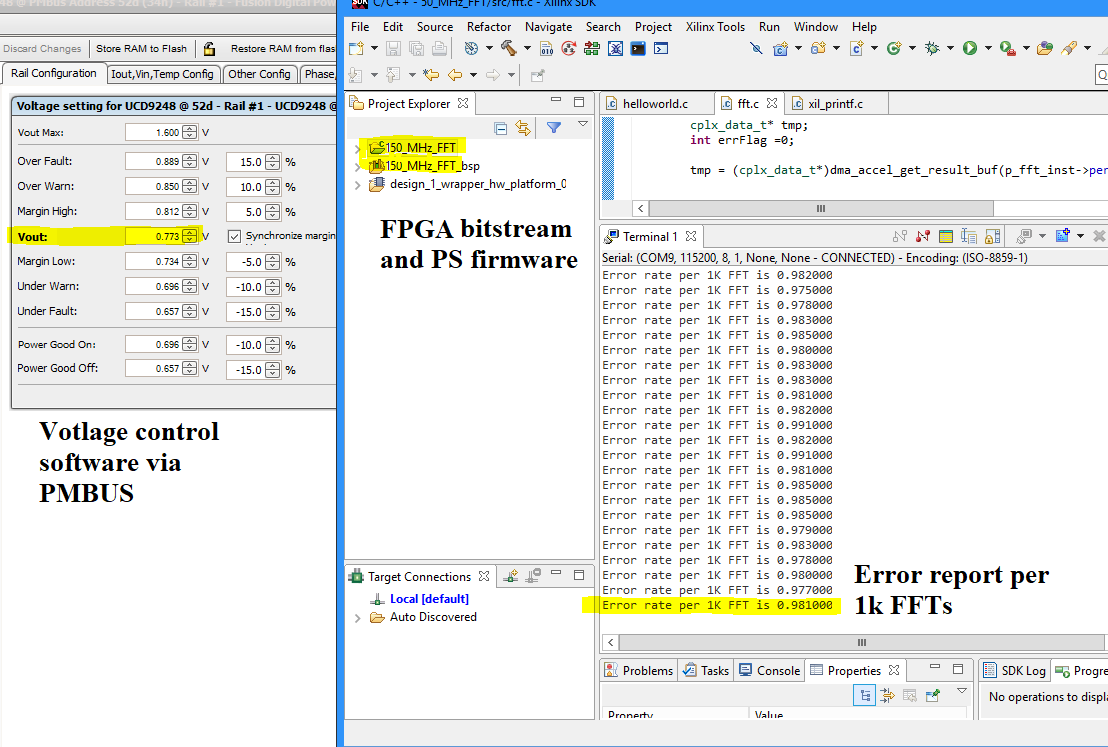 48 @ PMBus Address 52d (34h) - Rail #1 - Fusion Digital Power
Discard Changes Store RAM to Flash Restore RAM from flas
Rail Configuration Iout,Vin,Temp Config Other Config Phase,
Voltage setting for UCD9248 @ 52d - Rail #1 - UCD9248 @
Vout Max: 1.600 V
Over Fault: 0.889 V 15.0 %
Over Warn: 0.850 V 10.0 %
Margin High: 0.812 V 5.0 %
Vout: 0.773 V Synchronize margin
Margin Low: 0.734 V -5.0 %
Under Warn: 0.696 V -10.0 %
Under Fault: 0.657 V -15.0 %
Power Good On: 0.696 V -10.0 %
Power Good Off: 0.657 V -15.0 %
Votlage control
software via
PMBUS
SDK C/C++ - 50_MHz_FFT/src/fft.c - Xilinx SDK
File Edit Source Refactor Navigate Search Project Xilinx Tools Run Window Help
Project Explorer
150_MHz_FFT
150_MHz_FFT_bsp
design_1_wrapper_hw_platform_0
FPGA bitstream
and PS firmware
Target Connections
Local [default]
Auto Discovered
helloworld.c fft.c xil_printf.c
cplx_data_t* tmp;
int errFlag =0;
tmp = (cplx_data_t*)dma_accel_get_result_buf(p_fft_inst->per
Terminal 1
Serial: (COM9, 115200, 8, 1, None, None - CONNECTED) - Encoding: (ISO-8859-1)
Error rate per 1K FFT is 0.982000
Error rate per 1K FFT is 0.975000
Error rate per 1K FFT is 0.978000
Error rate per 1K FFT is 0.983000
Error rate per 1K FFT is 0.985000
Error rate per 1K FFT is 0.980000
Error rate per 1K FFT is 0.983000
Error rate per 1K FFT is 0.983000
Error rate per 1K FFT is 0.981000
Error rate per 1K FFT is 0.982000
Error rate per 1K FFT is 0.991000
Error rate per 1K FFT is 0.982000
Error rate per 1K FFT is 0.991000
Error rate per 1K FFT is 0.981000
Error rate per 1K FFT is 0.985000
Error rate per 1K FFT is 0.985000
Error rate per 1K FFT is 0.985000
Error rate per 1K FFT is 0.979000
Error rate per 1K FFT is 0.983000
Error rate per 1K FFT is 0.978000
Error rate per 1K FFT is 0.980000
Error rate per 1K FFT is 0.977000
Error rate per 1K FFT is 0.981000
Error report per
1k FFTs
Problems Tasks Console Properties
Property Value
SDK Log Progre
No operations to displa